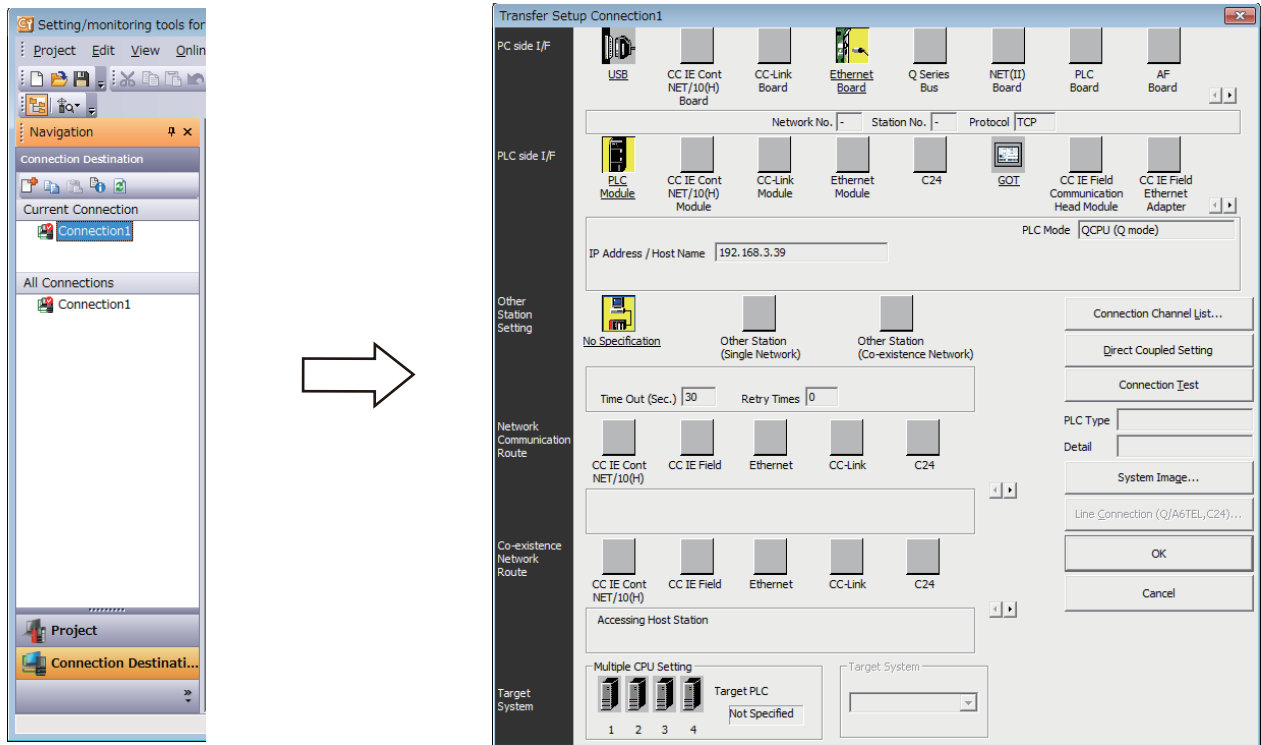 Setting/monitoring tools for
Project Edit View Onlin
Navigation
Connection Destination
Current Connection
Connection1
All Connections
Connection1
Project
Connection Destinati...
Transfer Setup Connection1
PC side I/F
USB
CC IE Cont
NET/10(H)
Board
CC-Link
Board
Ethernet
Board
Q Series
Bus
NET(II)
Board
PLC
Board
AF
Board
Network No. - Station No. - Protocol TCP
PLC side I/F
PLC
Module
CC IE Cont
NET/10(H)
Module
CC-Link
Module
Ethernet
Module
C24
GOT
CC IE Field
Communication
Head Module
CC IE Field
Ethernet
Adapter
PLC Mode QCPU (Q mode)
IP Address / Host Name 192.168.3.39
Other
Station
Setting
No Specification
Other Station
(Single Network)
Other Station
(Co-existence Network)
Time Out (Sec.) 30 Retry Times 0
Connection Channel List...
Direct Coupled Setting
Connection Test
PLC Type
Detail
System Image...
Line Connection (Q/A6TEL,C24)...
OK
Cancel
Network
Communication
Route
CC IE Cont
NET/10(H)
CC IE Field
Ethernet
CC-Link
C24
Co-existence
Network
Route
CC IE Cont
NET/10(H)
CC IE Field
Ethernet
CC-Link
C24
Accessing Host Station
Target
System
Multiple CPU Setting
1 2 3 4
Target PLC
Not Specified
Target System